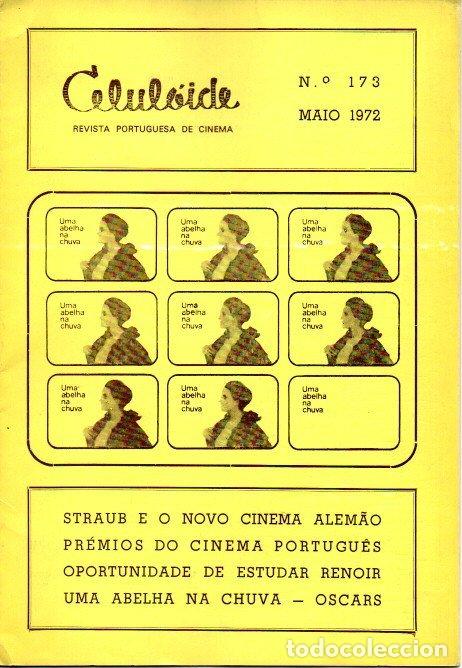 Celulóide
REVISTA PORTUGUESA DE CINEMA
N.º 173
MAIO 1972
Uma
abelha
na
chuva
Uma
abelha
na
chuva
Uma
abelha
na
chuva
Uma
abelha
na
chuva
Uma
abelha
na
chuva
Uma
abelha
na
chuva
Uma
abelha
na
chuva
Uma
abelha
na
chuva
Uma
abelha
na
chuva
STRAUB E O NOVO CINEMA ALEMÃO
PRÉMIOS DO CINEMA PORTUGUÊS
OPORTUNIDADE DE ESTUDAR RENOIR
UMA ABELHA NA CHUVA — OSCARS
todocoleccion